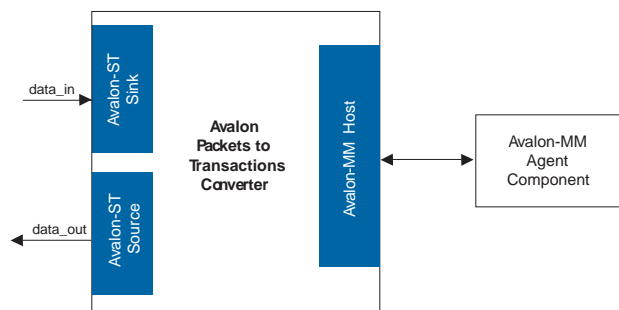 data_in
Avalon-ST
Sink
Avalon
Packets to
Transactions
Converter
Avalon-MM Host
Avalon-MM
Agent
Component
data_out
Avalon-ST
Source